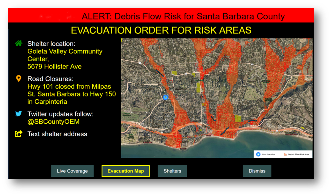 ALERT: Debris Flow Risk for Santa Barbara County
EVACUATION ORDER FOR RISK AREAS
Shelter location:
Goleta Valley Community
Center.
5679 Hollister Ave
Road Closures:
Hwy 101 closed from Milpas
St. Santa Barbara to Hwy 150
in Carpinteria
Twitter updates follow:
@SBCountyOEM
Text shelter address
Live Coverage
Evacuation Map
Shelters
Dismiss